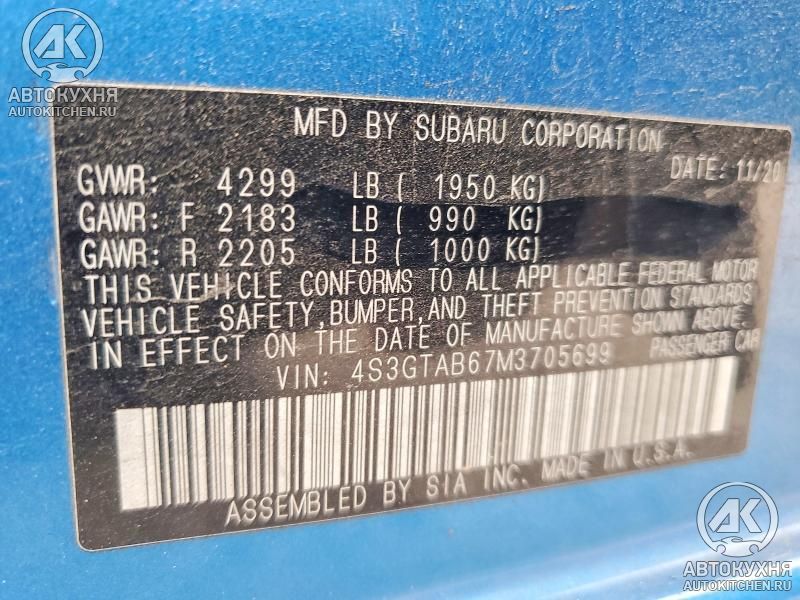 AK
АВТОКУХНЯ
AUTOKITCHEN.RU
MFD BY SUBARU CORPORATION
DATE: 11/20
GVWR: 4299 LB ( 1950 KG)
GAWR: F 2183 LB ( 990 KG)
GAWR: R 2205 LB ( 1000 KG)
THIS VEHICLE CONFORMS TO ALL APPLICABLE FEDERAL MOTOR
VEHICLE SAFETY, BUMPER, AND THEFT PREVENTION STANDARDS
IN EFFECT ON THE DATE OF MANUFACTURE SHOWN ABOVE.
VIN: 4S3GTAB67M3705699 PASSENGER CAR
ASSEMBLED BY SIA INC. MADE IN U.S.A.
AK
АВТОКУХНЯ
AUTOKITCHEN.RU